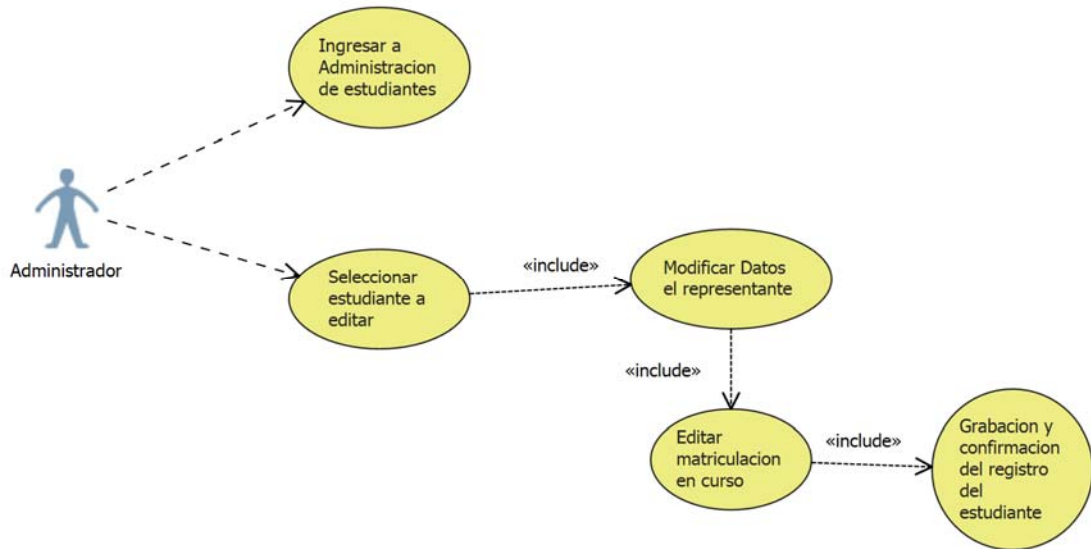 Ingresar a
Administracion
de estudiantes
Administrador
Seleccionar
estudiante a
editar
«include»
Modificar Datos
el representante
«include»
Editar
matriculacion
en curso
«include»
Grabacion y
confirmacion
del registro
del
estudiante